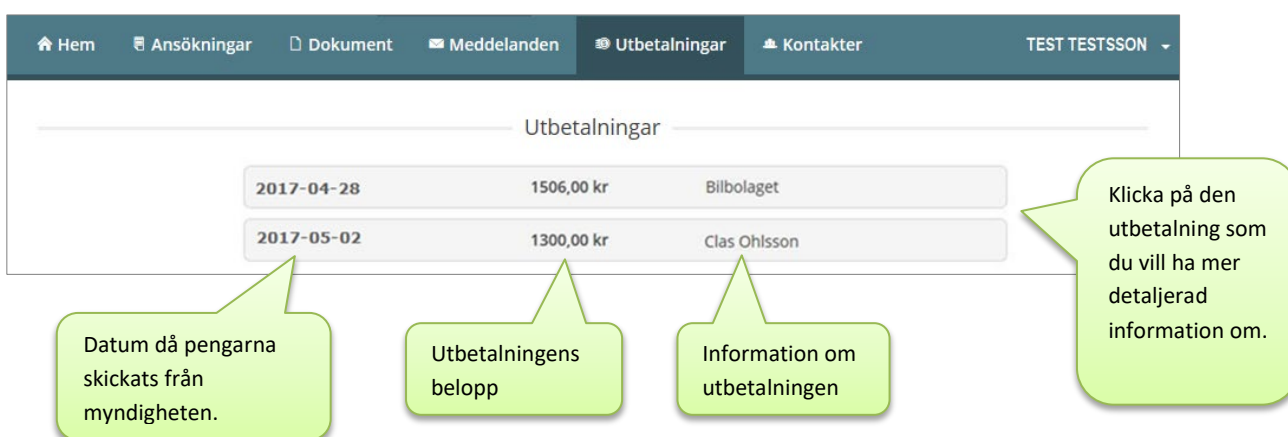 Hem Ansökningar Dokument Meddelanden Utbetalningar Kontakter TEST TESTSSON
Utbetalningar
2017-04-28 1506,00 kr Bilbolaget
2017-05-02 1300,00 kr Clas Ohlsson
Klicka på den
utbetalning som
du vill ha mer
detaljerad
information om.
Datum då pengarna
skickats från
myndigheten.
Utbetalningens
belopp
Information om
utbetalningen